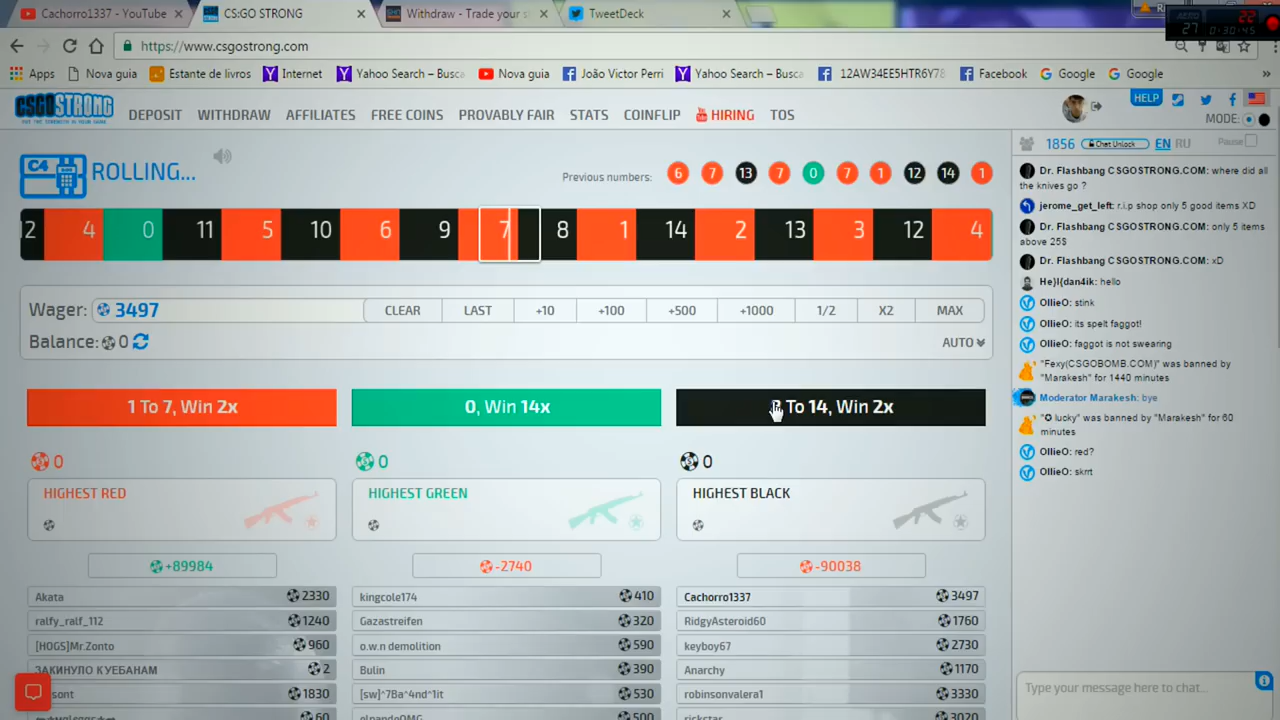 Cachorro1337 - YouTube
CS:GO STRONG
Withdraw - Trade your s
TweetDeck
22
27 0:30:45
https://www.csgostrong.com
Apps Nova guia Estante de livros Internet Yahoo Search – Busca Nova guia João Victor Perri Yahoo Search – Busca 12AW34EE5HTR6Y78 Facebook Google Google »
CSGOSTRONG
DEPOSIT WITHDRAW AFFILIATES FREE COINS PROVABLY FAIR STATS COINFLIP HIRING TOS
HELP
MODE:
C4 ROLLING...
Previous numbers: 6 7 13 7 0 7 1 12 14 1
12 4 0 11 5 10 6 9 7 8 1 14 2 13 3 12 4
Wager: 3497 CLEAR LAST +10 +100 +500 +1000 1/2 X2 MAX
Balance: 0 AUTO
1 To 7, Win 2x 0, Win 14x To 14, Win 2x
0 0 0
HIGHEST RED HIGHEST GREEN HIGHEST BLACK
+89984 -2740 -90038
Akata 2330 kingcole174 410 Cachorro1337 3497
ralfy_ralf_112 1240 Gazastreifen 320 RidgyAsteroid60 1760
[HOGS]Mr.Zonto 960 o.w.n demolition 590 keyboy67 2730
ЗАКИНУЛО КУЕБАНАМ 2 Bulin 390 Anarchy 1170
sont 1830 [sw]^7Ba^4nd^1it 530 robinsonvalera1 3330
60 500 rickstar 3020
1856 Chat Unlock EN RU Pause
Dr. Flashbang CSGOSTRONG.COM: where did all
the knives go ?
jerome_get_left: r.i.p shop only 5 good items XD
Dr. Flashbang CSGOSTRONG.COM: only 5 items
above 25$
Dr. Flashbang CSGOSTRONG.COM: xD
He}I{dan4ik: hello
OllieO: stink
OllieO: its spelt faggot!
OllieO: faggot is not swearing
"Fexy(CSGOBOMB.COM)" was banned by
"Marakesh" for 1440 minutes
Moderator Marakesh: bye
"✪ lucky" was banned by "Marakesh" for 60
minutes
OllieO: red?
OllieO: skrrt
Type your message here to chat...